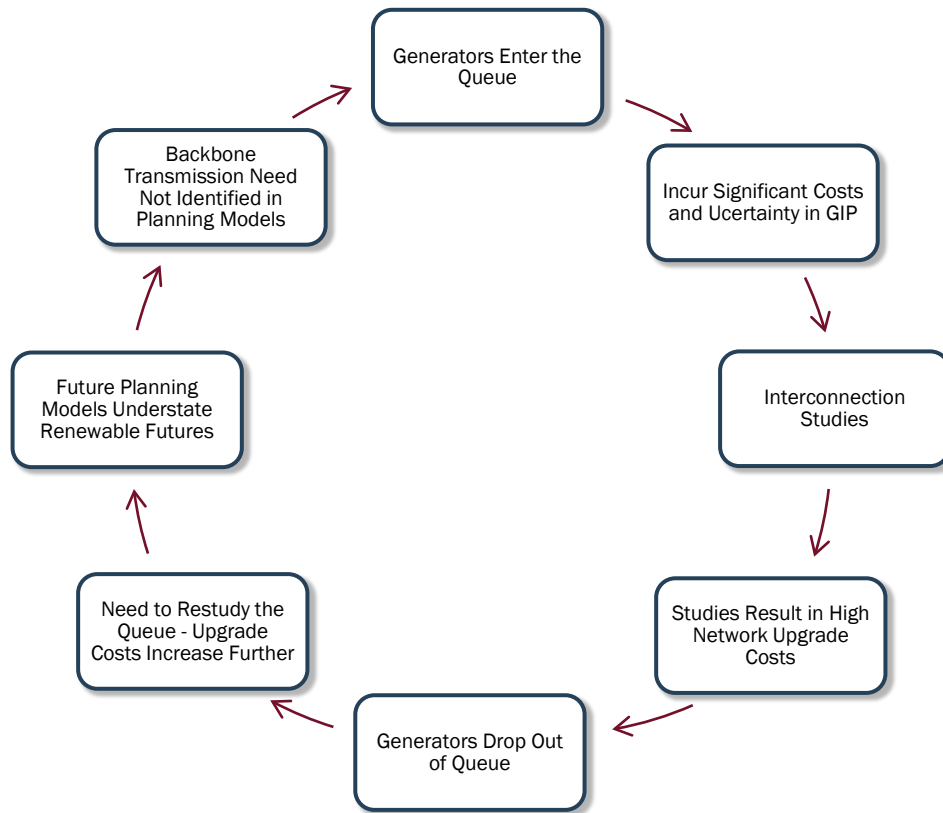 Generators Enter the
Queue
Incur Significant Costs
and Ucertainty in GIP
Interconnection
Studies
Studies Result in High
Network Upgrade
Costs
Generators Drop Out
of Queue
Need to Restudy the
Queue - Upgrade
Costs Increase Further
Future Planning
Models Understate
Renewable Futures
Backbone
Transmission Need
Not Identified in
Planning Models